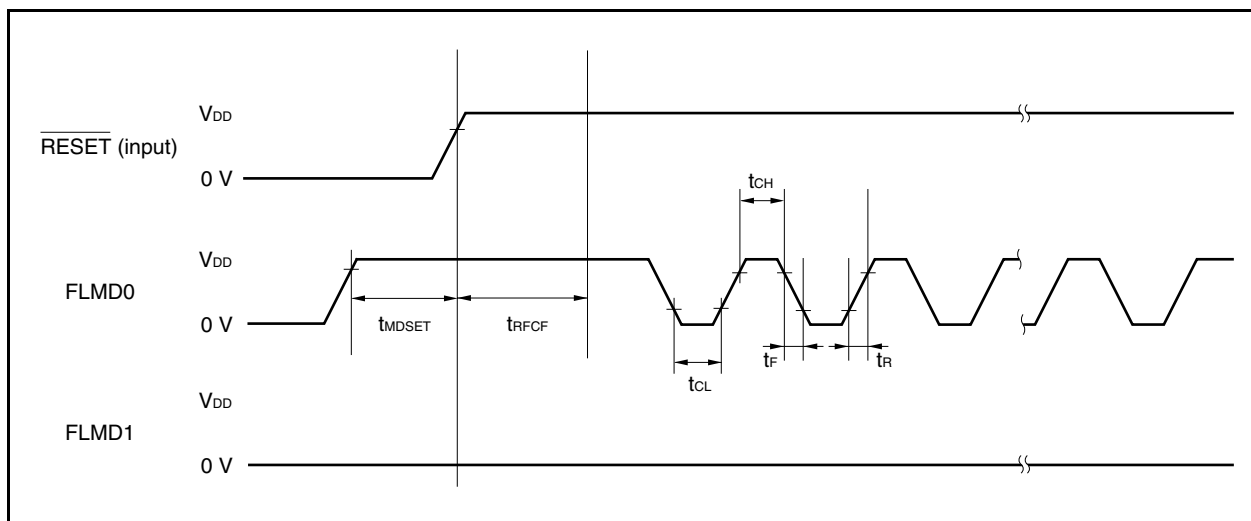 VDD
RESET (input)
0 V
tCH
VDD
FLMD0
tMDSET
tRFCF
0 V
tF
tR
tCL
VDD
FLMD1
0 V